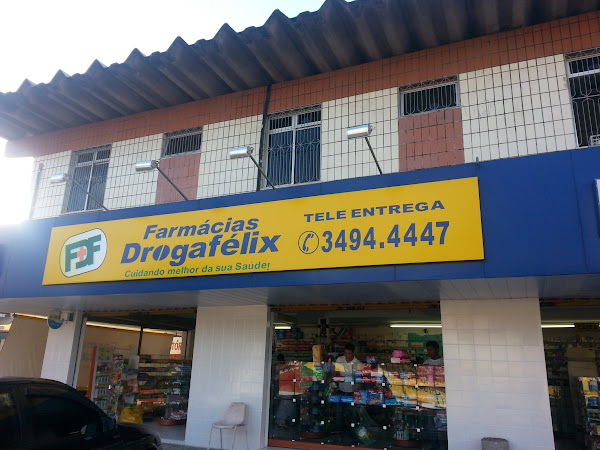 FDF
Farmácias
Drogafélix
Cuidando melhor da sua Saúde!
TELE ENTREGA
3494.4447